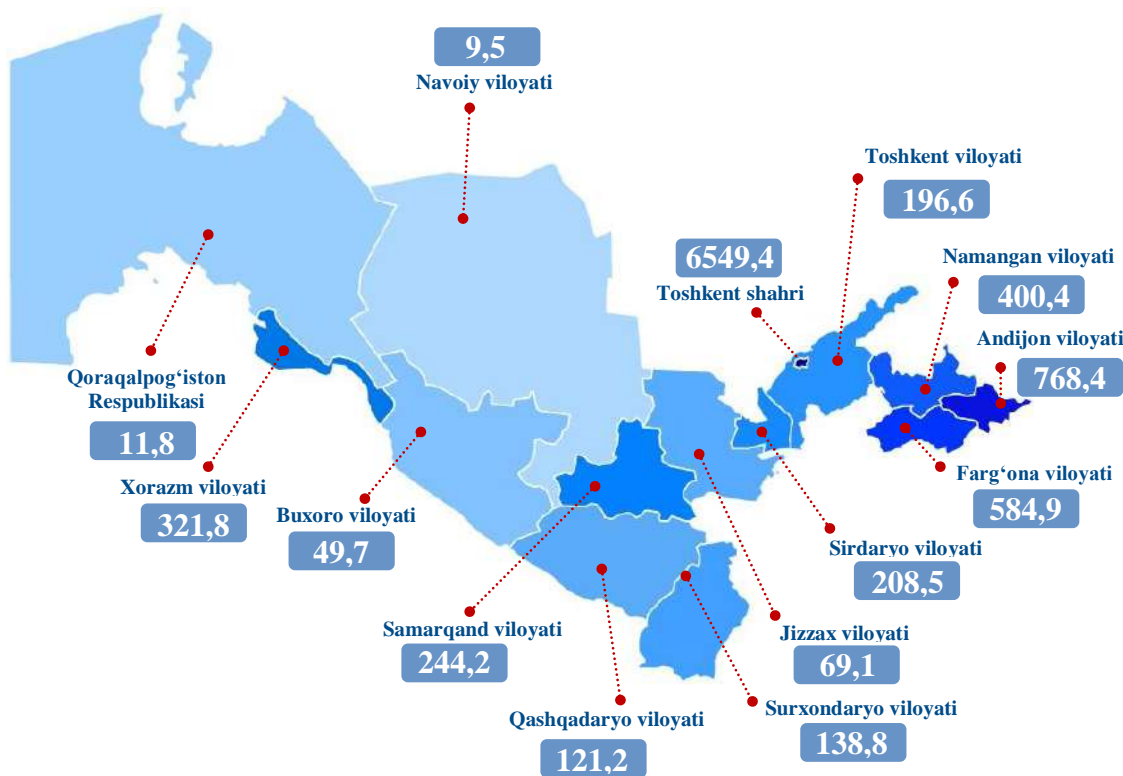 9,5
Navoiy viloyati
Toshkent viloyati
196,6
6549,4
Toshkent shahri
Namangan viloyati
400,4
Andijon viloyati
768,4
Qoraqalpog‘iston
Respublikasi
11,8
Xorazm viloyati
321,8
Buxoro viloyati
49,7
Farg‘ona viloyati
584,9
Sirdaryo viloyati
208,5
Samarqand viloyati
244,2
Jizzax viloyati
69,1
Qashqadaryo viloyati
121,2
Surxondaryo viloyati
138,8